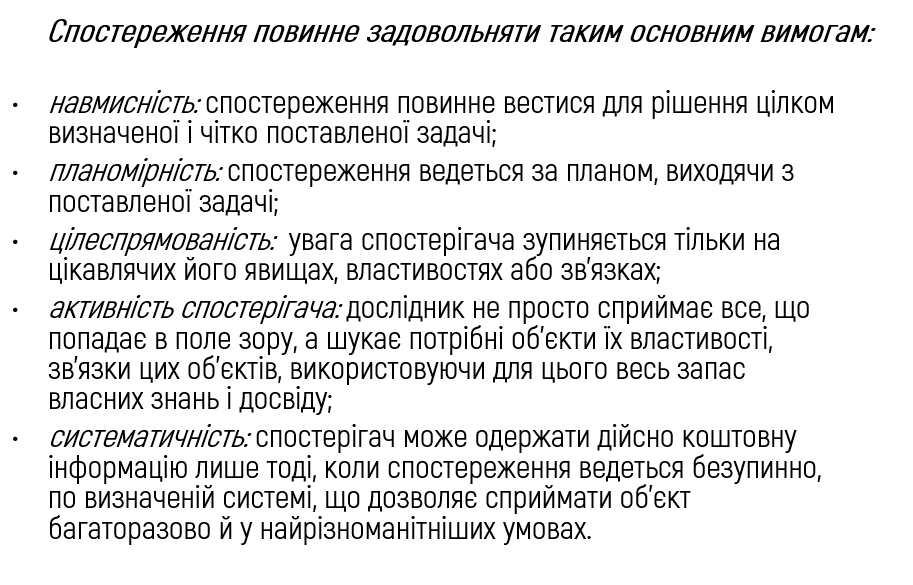 Спостереження повинне задовольняти таким основним вимогам:
• навмисність: спостереження повинне вестися для рішення цілком
визначеної і чітко поставленої задачі;
• планомірність: спостереження ведеться за планом, виходячи з
поставленої задачі;
• цілеспрямованість: увага спостерігача зупиняється тільки на
цікавлячих його явищах, властивостях або зв'язках;
• активність спостерігача: дослідник не просто сприймає все, що
попадає в поле зору, а шукає потрібні об'єкти їх властивості,
зв'язки цих об'єктів, використовуючи для цього весь запас
власних знань і досвіду;
• систематичність: спостерігач може одержати дійсно коштовну
інформацію лише тоді, коли спостереження ведеться безупинно,
по визначеній системі, що дозволяє сприймати об'єкт
багаторазово й у найрізноманітніших умовах.